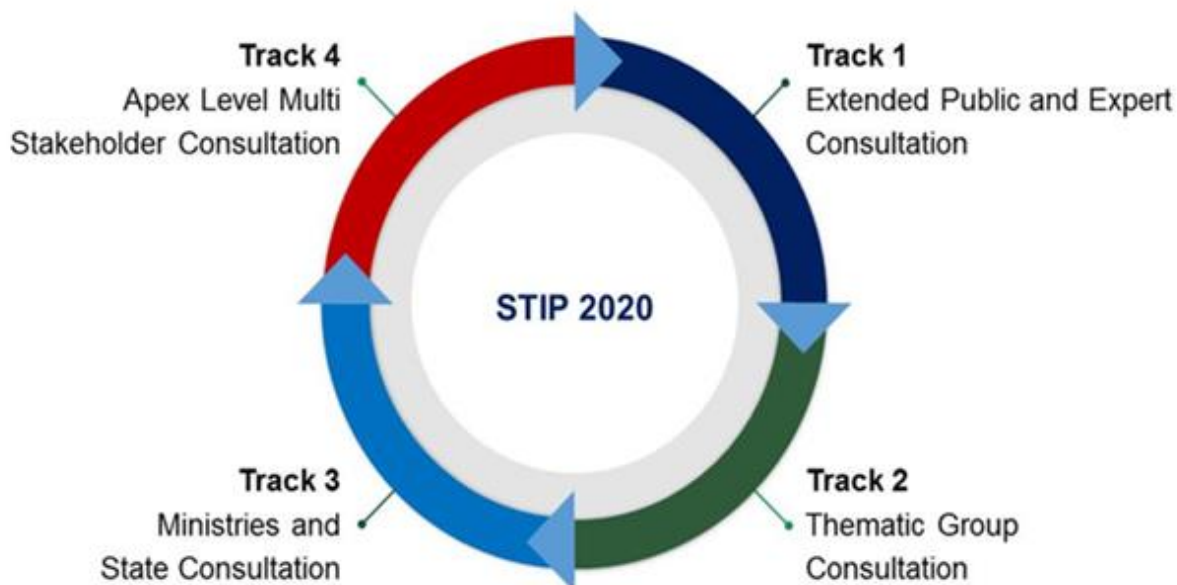 Track 4
Apex Level Multi
Stakeholder Consultation
Track 1
Extended Public and Expert
Consultation
STIP 2020
Track 3
Ministries and
State Consultation
Track 2
Thematic Group
Consultation